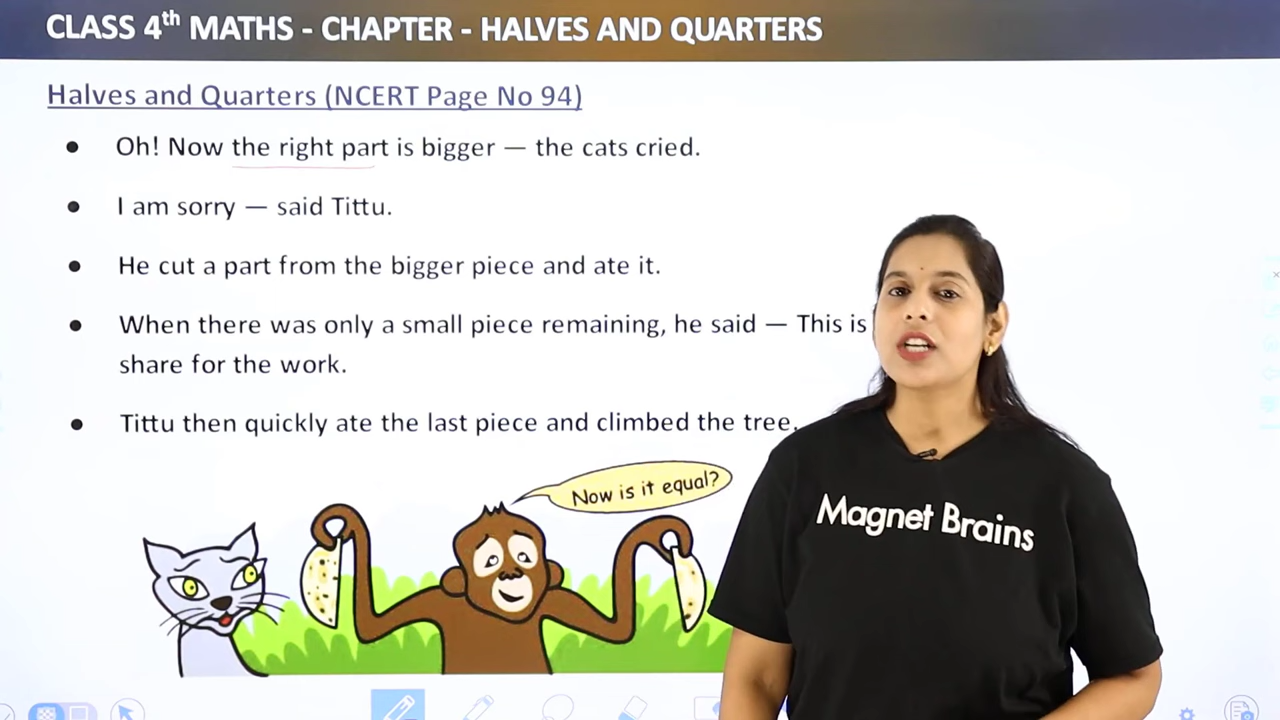 CLASS 4th MATHS - CHAPTER - HALVES AND QUARTERS
Halves and Quarters (NCERT Page No 94)
● Oh! Now the right part is bigger — the cats cried.
● I am sorry — said Tittu.
● He cut a part from the bigger piece and ate it.
● When there was only a small piece remaining, he said — This is
share for the work.
● Tittu then quickly ate the last piece and climbed the tree.
Now is it equal?
Magnet Brains